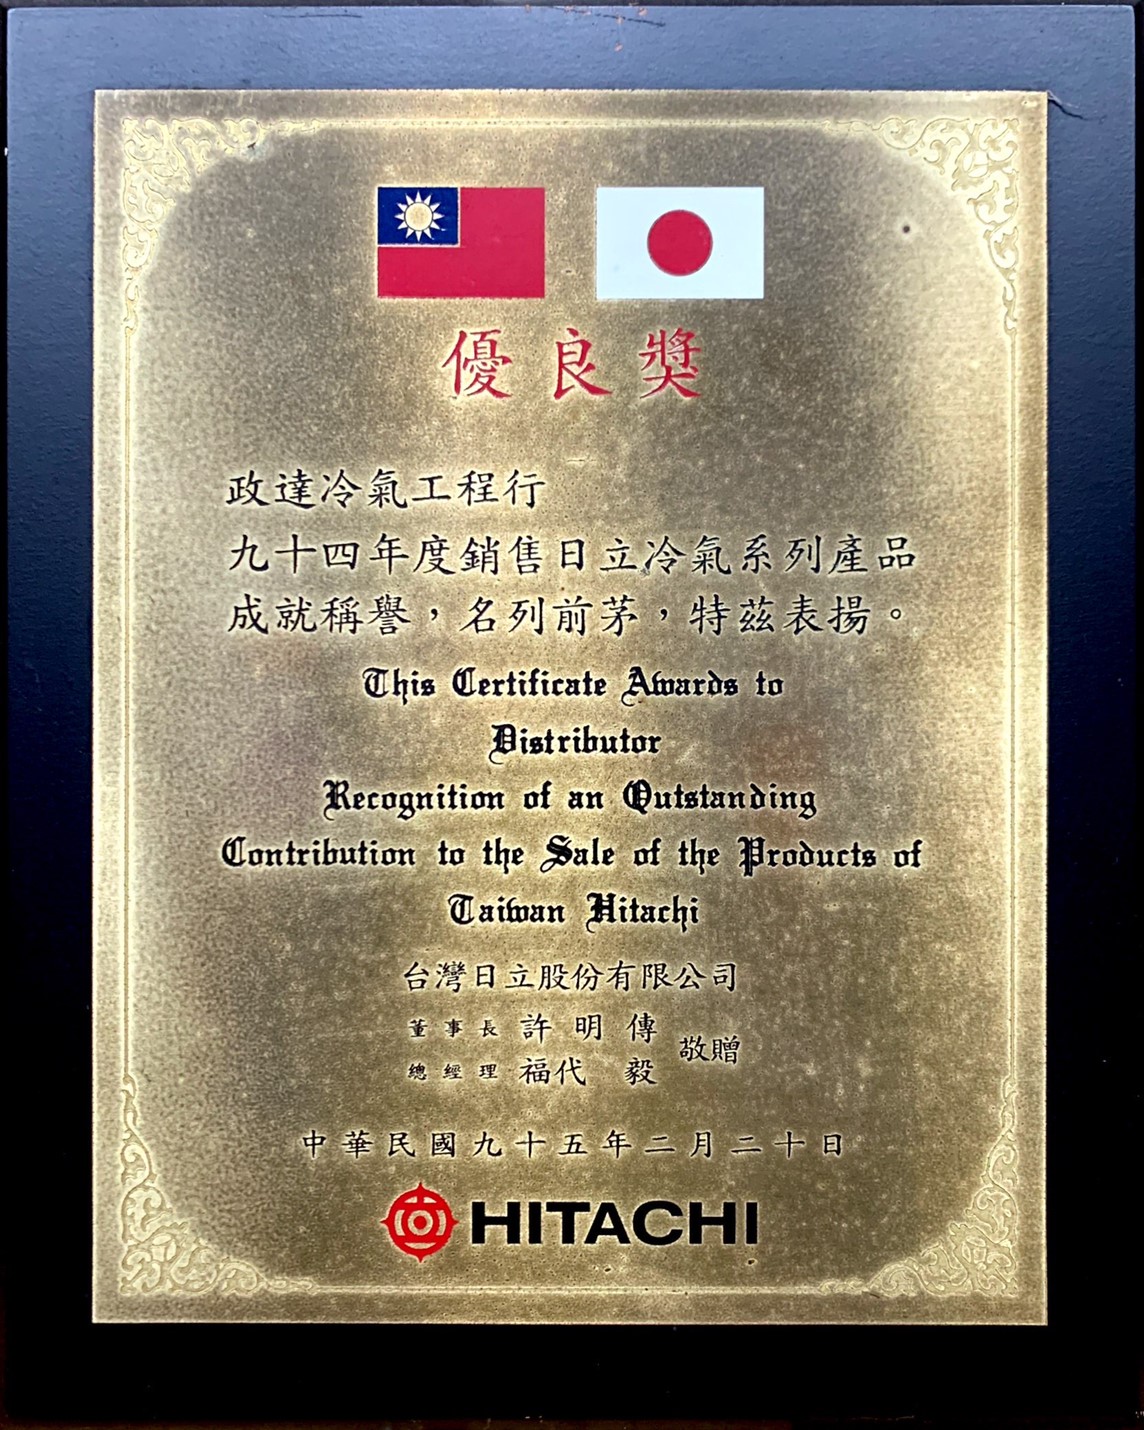 優良獎
政達冷氣工程行
九十四年度銷售日立冷氣系列產品
成就稱譽，名列前茅，特茲表揚。
This Certificate Awards to
Distributor
Recognition of an Outstanding
Contribution to the Sale of the Products of
Taiwan Hitachi
台灣日立股份有限公司
董事長 許明傳
總經理 福代 毅
敬贈
中華民國九十五年二月二十日
HITACHI